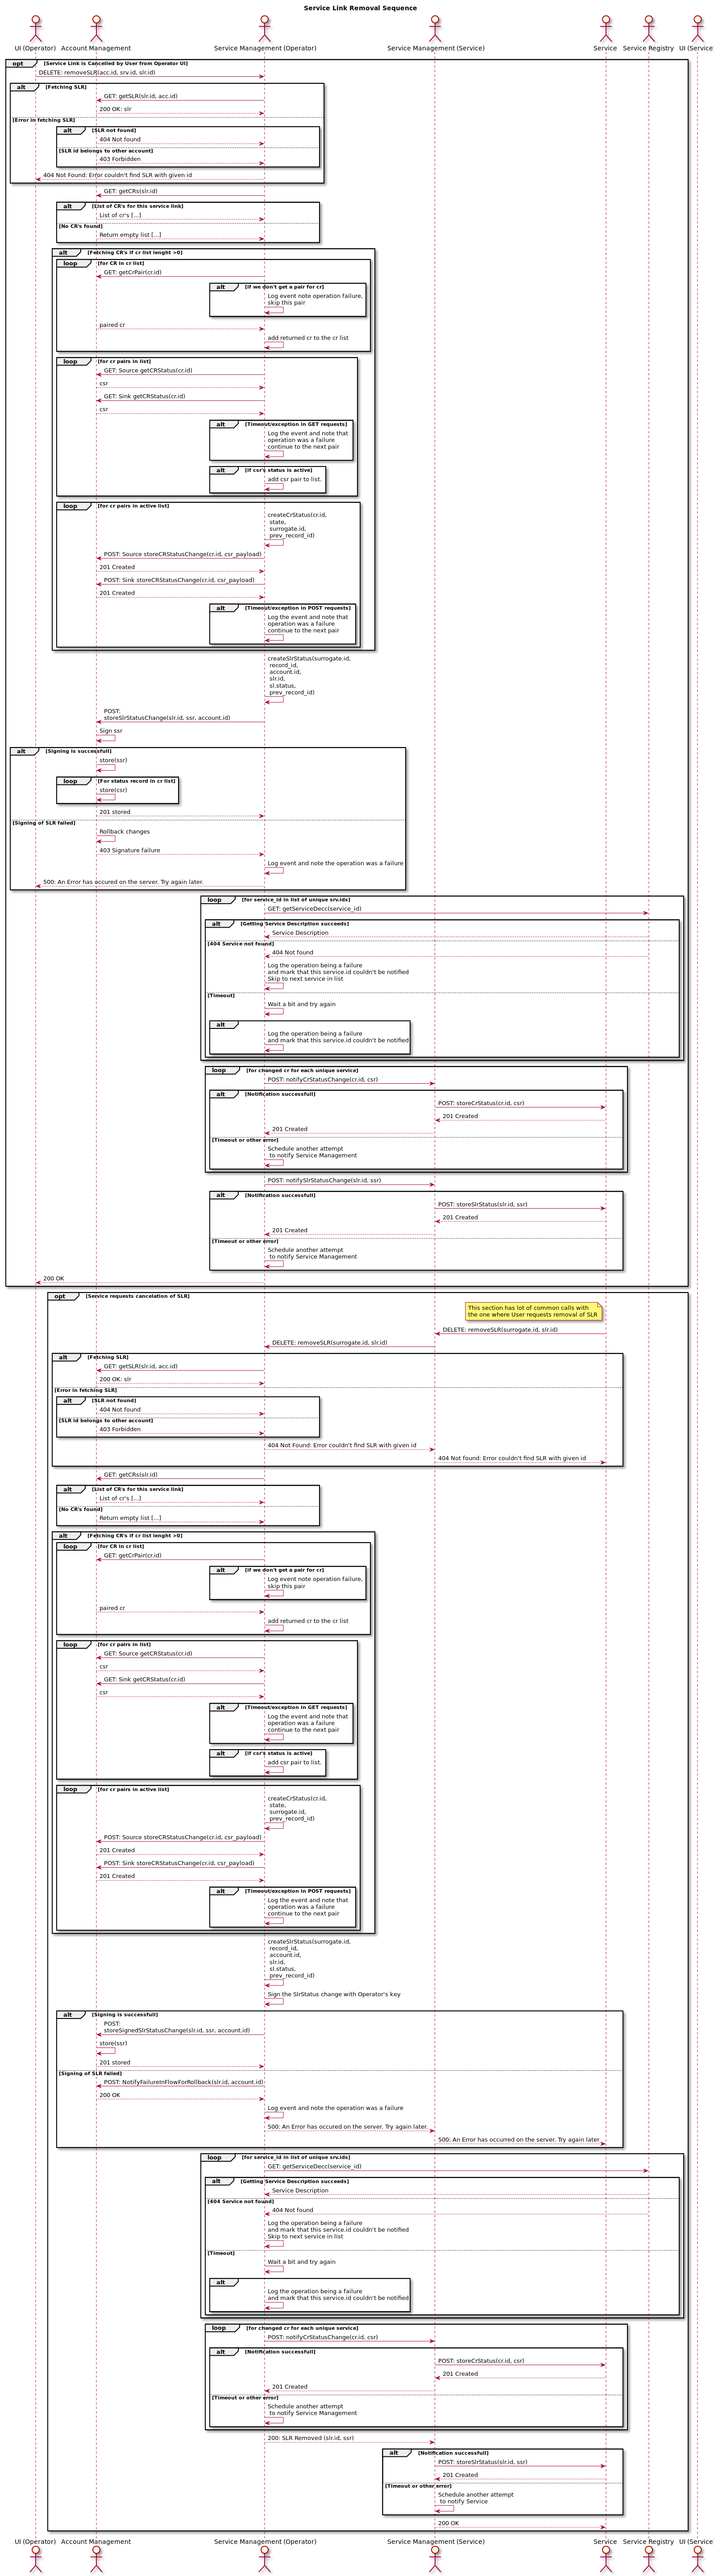 Service Link Removal Sequence
UI (Operator)
Account Management
Service Management (Operator)
Service Management (Service)
Service
Service Registry
UI (Service
opt
[Service Link is Cancelled by User from Operator UI]
DELETE: removeSLR(acc.id, srv.id, slr.id)
alt
[Fetching SLR]
GET: getSLR(slr.id, acc.id)
200 OK: slr
[Error in fetching SLR]
alt
[SLR not found]
404 Not found
[SLR id belongs to other account]
403 Forbidden
404 Not Found: Error couldn't find SLR with given id
GET: getCRs(slr.id)
alt
[List of CR's for this service link]
List of cr's [...]
[No CR's found]
Return empty list [...]
alt
[Fetching CR's if cr list lenght >0]
loop
[for CR in cr list]
GET: getCrPair(cr.id)
alt
[if we don't get a pair for cr]
Log event note operation failure,
skip this pair
paired cr
add returned cr to the cr list
loop
[for cr pairs in list]
GET: Source getCRStatus(cr.id)
csr
GET: Sink getCRStatus(cr.id)
csr
alt
[Timeout/exception in GET requests]
Log the event and note that
operation was a failure
continue to the next pair
alt
[if csr's status is active]
add csr pair to list.
loop
[for cr pairs in active list]
createCrStatus(cr.id,
state,
surrogate.id,
prev_record_id)
POST: Source storeCRStatusChange(cr.id, csr_payload)
201 Created
POST: Sink storeCRStatusChange(cr.id, csr_payload)
201 Created
alt
[Timeout/exception in POST requests]
Log the event and note that
operation was a failure
continue to the next pair
createSlrStatus(surrogate.id,
record_id,
account.id,
slr.id,
sl.status,
prev_record_id)
POST:
storeSlrStatusChange(slr.id, ssr, account.id)
Sign ssr
alt
[Signing is successfull]
store(ssr)
loop
[For status record in cr list]
store(csr)
201 stored
[Signing of SLR failed]
Rollback changes
403 Signature failure
Log event and note the operation was a failure
500: An Error has occured on the server. Try again later.
loop
[for service_id in list of unique srv.ids]
GET: getServiceDecc(service_id)
alt
[Getting Service Description succeeds]
Service Description
[404 Service not found]
404 Not found
Log the operation being a failure
and mark that this service.id couldn't be notified
Skip to next service in list
[Timeout]
Wait a bit and try again
alt
Log the operation being a failure
and mark that this service.id couldn't be notified
loop
[for changed cr for each unique service]
POST: notifyCrStatusChange(cr.id, csr)
alt
[Notification successfull]
POST: storeCrStatus(cr.id, csr)
201 Created
201 Created
[Timeout or other error]
Schedule another attempt
to notify Service Management
POST: notifySlrStatusChange(slr.id, ssr)
alt
[Notification successfull]
POST: storeSlrStatus(slr.id, ssr)
201 Created
201 Created
[Timeout or other error]
Schedule another attempt
to notify Service Management
200 OK
opt
[Service requests cancelation of SLR]
This section has lot of common calls with
the one where User requests removal of SLR
DELETE: removeSLR(surrogate.id, slr.id)
DELETE: removeSLR(surrogate.id, slr.id)
alt
[Fetching SLR]
GET: getSLR(slr.id, acc.id)
200 OK: slr
[Error in fetching SLR]
alt
[SLR not found]
404 Not found
[SLR id belongs to other account]
403 Forbidden
404 Not Found: Error couldn't find SLR with given id
404 Not found: Error couldn't find SLR with given id
GET: getCRs(slr.id)
alt
[List of CR's for this service link]
List of cr's [...]
[No CR's found]
Return empty list [...]
alt
[Fetching CR's if cr list lenght >0]
loop
[for CR in cr list]
GET: getCrPair(cr.id)
alt
[if we don't get a pair for cr]
Log event note operation failure,
skip this pair
paired cr
add returned cr to the cr list
loop
[for cr pairs in list]
GET: Source getCRStatus(cr.id)
csr
GET: Sink getCRStatus(cr.id)
csr
alt
[Timeout/exception in GET requests]
Log the event and note that
operation was a failure
continue to the next pair
alt
[if csr's status is active]
add csr pair to list.
loop
[for cr pairs in active list]
createCrStatus(cr.id,
state,
surrogate.id,
prev_record_id)
POST: Source storeCRStatusChange(cr.id, csr_payload)
201 Created
POST: Sink storeCRStatusChange(cr.id, csr_payload)
201 Created
alt
[Timeout/exception in POST requests]
Log the event and note that
operation was a failure
continue to the next pair
createSlrStatus(surrogate.id,
record_id,
account.id,
slr.id,
sl.status,
prev_record_id)
Sign the SlrStatus change with Operator's key
alt
[Signing is successfull]
POST:
storeSignedSlrStatusChange(slr.id, ssr, account.id)
store(ssr)
201 stored
[Signing of SLR failed]
POST: NotifyFailureInFlowForRollback(slr.id, account.id)
200 OK
Log event and note the operation was a failure
500: An Error has occured on the server. Try again later.
500: An Error has occurred on the server. Try again later
loop
[for service_id in list of unique srv.ids]
GET: getServiceDecc(service_id)
alt
[Getting Service Description succeeds]
Service Description
[404 Service not found]
404 Not found
Log the operation being a failure
and mark that this service.id couldn't be notified
Skip to next service in list
[Timeout]
Wait a bit and try again
alt
Log the operation being a failure
and mark that this service.id couldn't be notified
loop
[for changed cr for each unique service]
POST: notifyCrStatusChange(cr.id, csr)
alt
[Notification successfull]
POST: storeCrStatus(cr.id, csr)
201 Created
201 Created
[Timeout or other error]
Schedule another attempt
to notify Service Management
200: SLR Removed (slr.id, ssr)
alt
[Notification successfull]
POST: storeSlrStatus(slr.id, ssr)
201 Created
[Timeout or other error]
Schedule another attempt
to notify Service
200 OK
UI (Operator)
Account Management
Service Management (Operator)
Service Management (Service)
Service
Service Registry
UI (Service